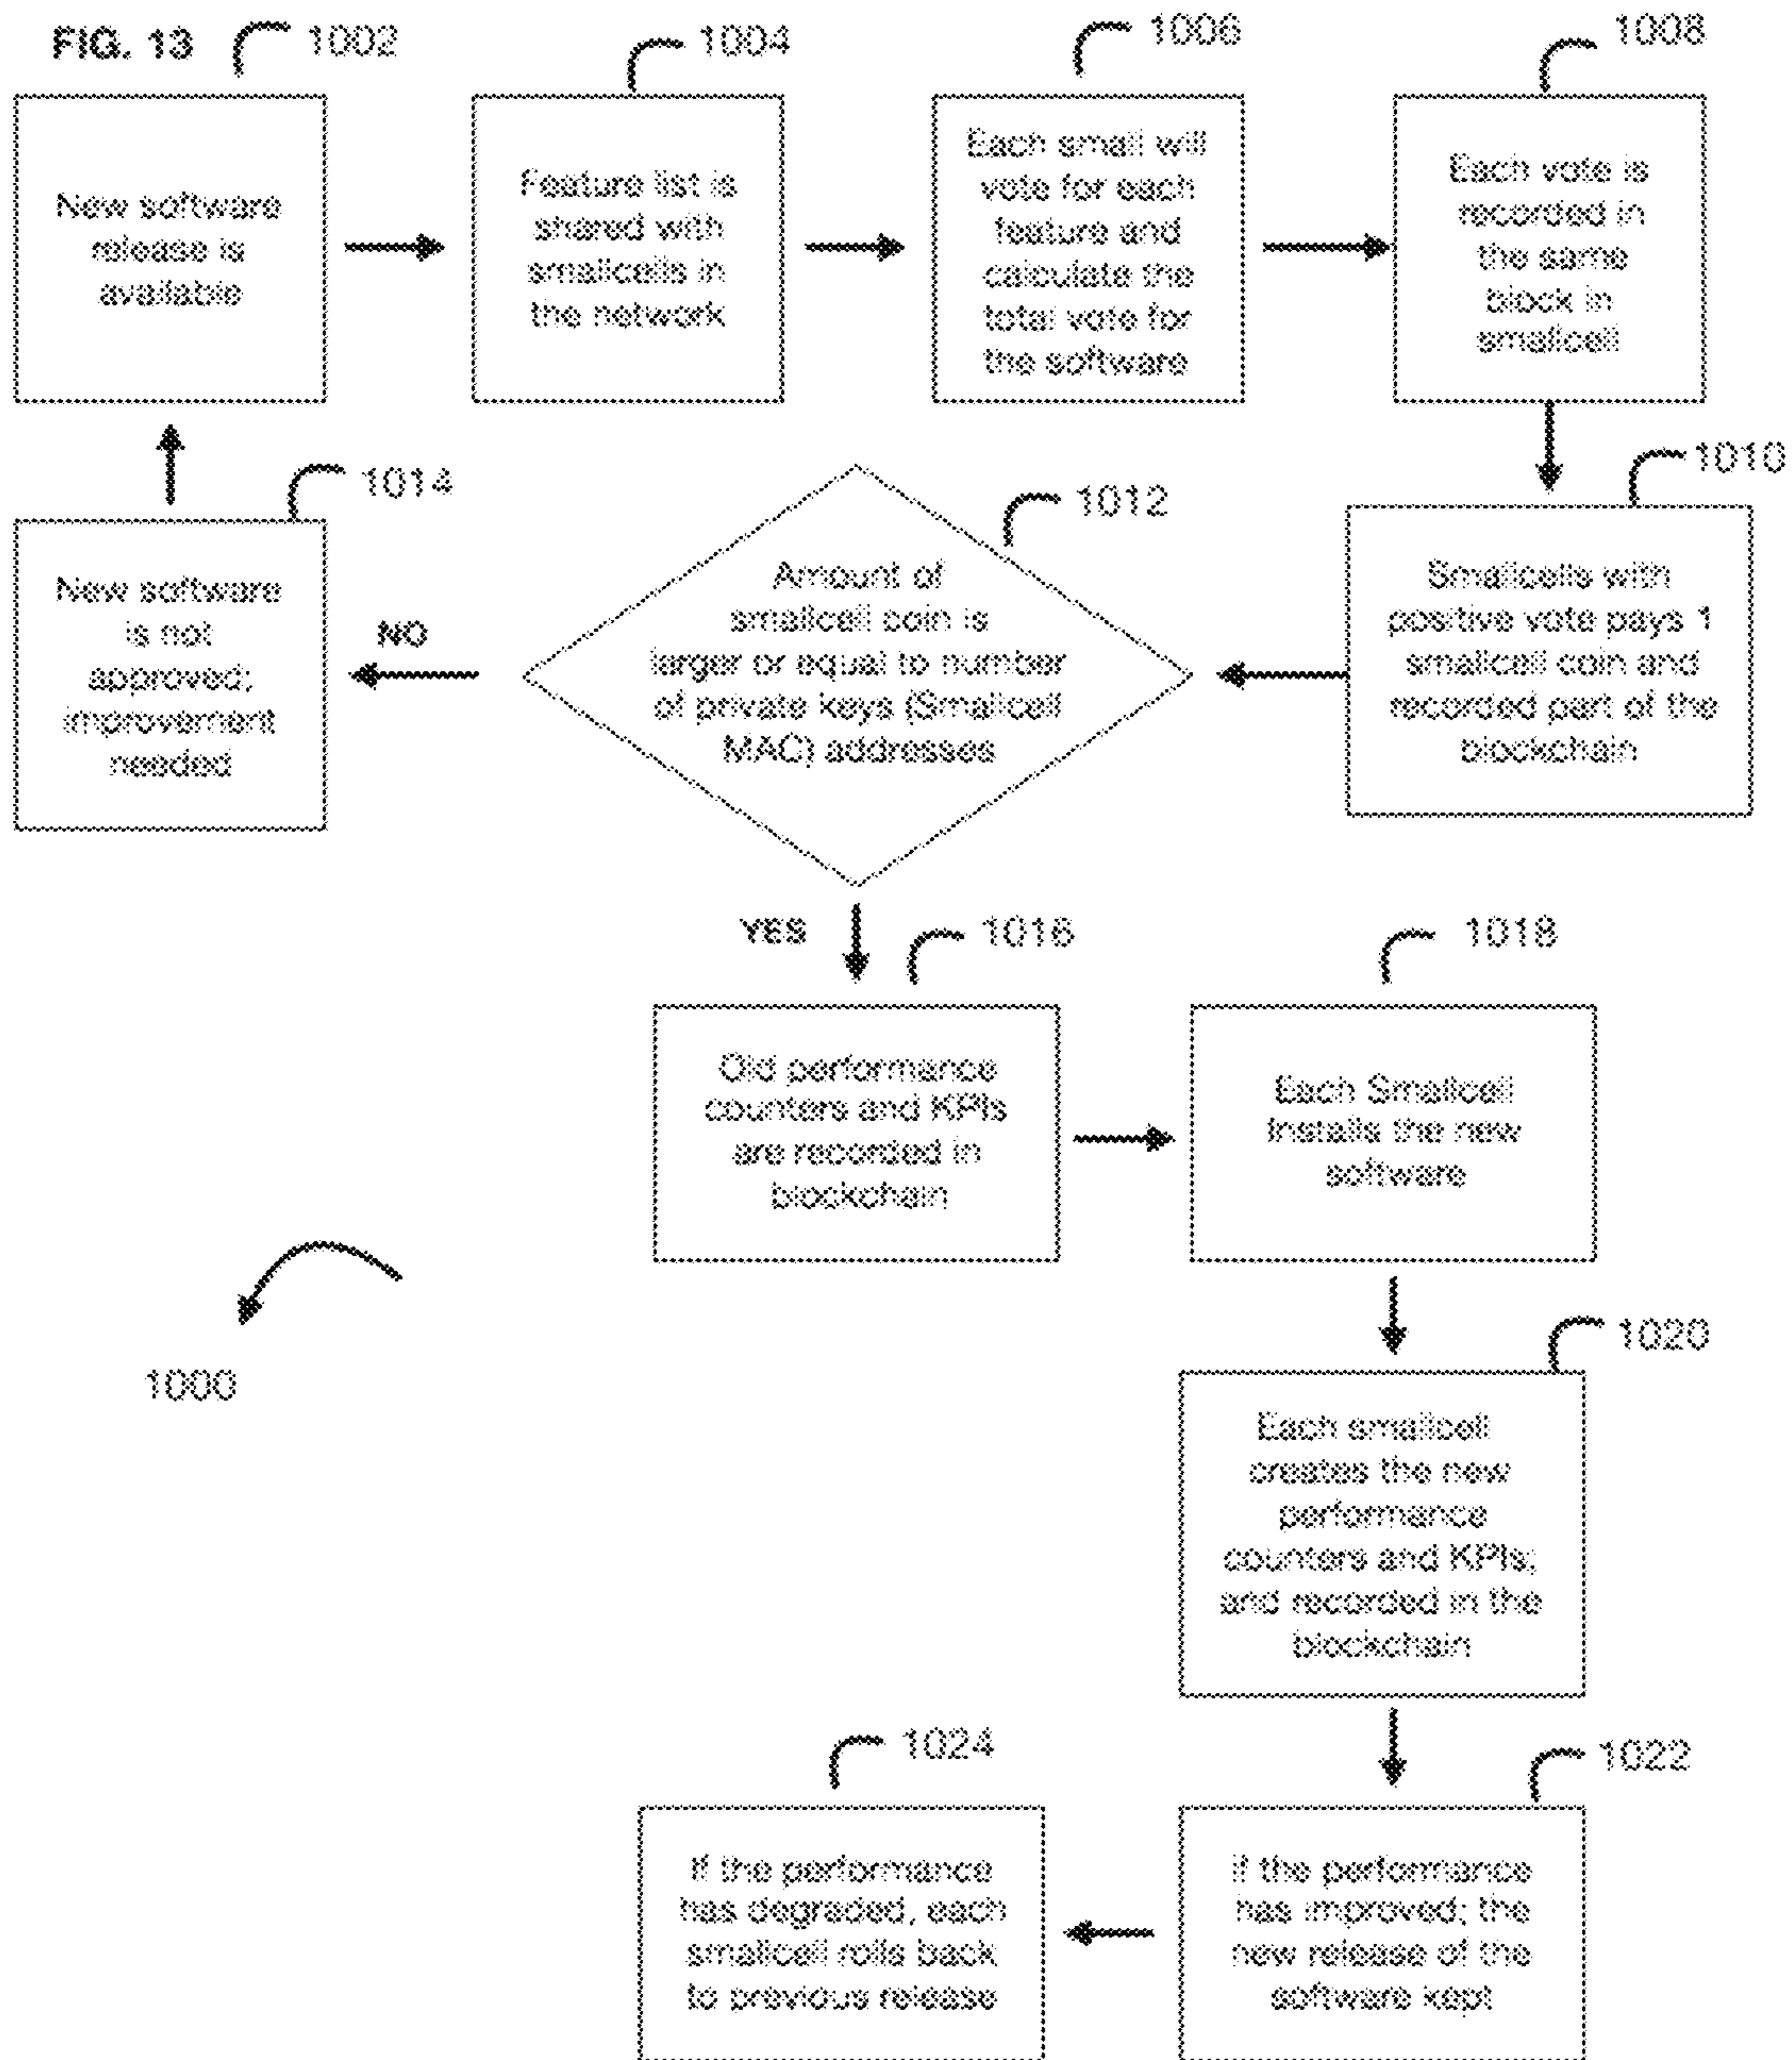 FIG. 13
1002
New software
release is
available
1004
Feature list is
shared with
smallcells in
the network
1006
Each small will
vote for each
feature and
calculate the
total vote for
the software
1008
Each vote is
recorded in
the same
block in
smallcell
1010
Smallcells with
positive vote pays 1
smallcell coin and
recorded part of the
blockchain
1012
Amount of
smallcell coin is
larger or equal to number
of private keys (Smallcell
MAC) addresses
NO
1014
New software
is not
approved;
improvement
needed
YES
1016
Old performance
counters and KPIs
are recorded in
blockchain
1018
Each Smallcell
Installs the new
software
1000
1020
Each smallcell
creates the new
performance
counters and KPIs;
and recorded in the
blockchain
1022
if the performance
has improved; the
new release of the
software kept
1024
If the performance
has degraded, each
smallcell rolls back
to previous release